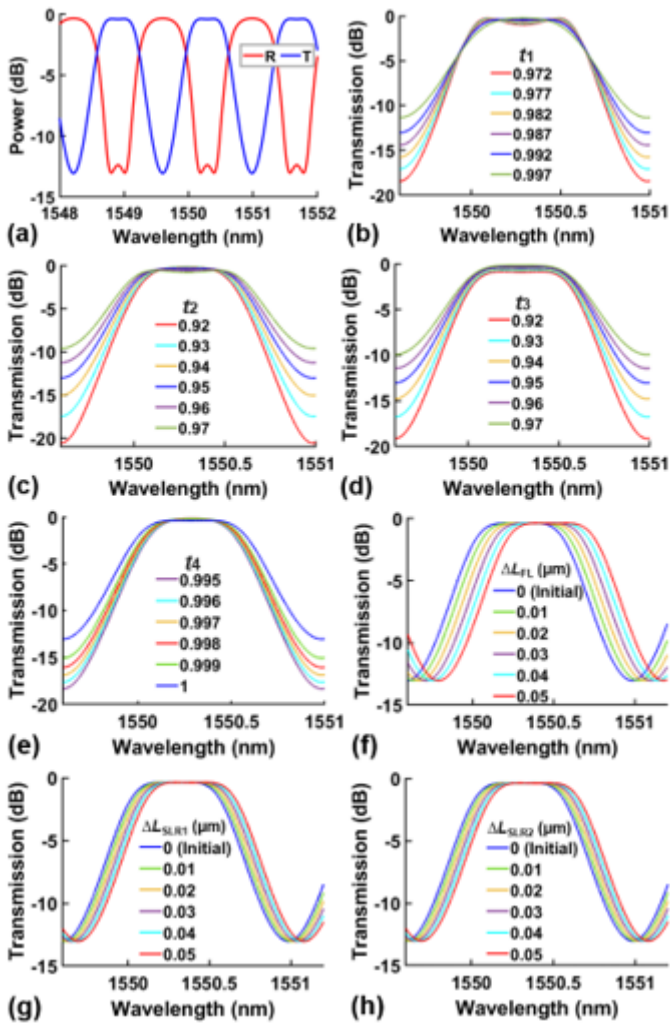 Power (dB)
0
-5
-10
-15
R T
1548 1549 1550 1551 1552
Wavelength (nm)
(a)
Transmission (dB)
0
-5
-10
-15
-20
t1
0.972
0.977
0.982
0.987
0.992
0.997
1550 1550.5 1551
Wavelength (nm)
(b)
Transmission (dB)
0
-5
-10
-15
-20
t2
0.92
0.93
0.94
0.95
0.96
0.97
1550 1550.5 1551
Wavelength (nm)
(c)
Transmission (dB)
0
-5
-10
-15
-20
t3
0.92
0.93
0.94
0.95
0.96
0.97
1550 1550.5 1551
Wavelength (nm)
(d)
Transmission (dB)
0
-5
-10
-15
-20
t4
0.995
0.996
0.997
0.998
0.999
1
1550 1550.5 1551
Wavelength (nm)
(e)
Transmission (dB)
0
-5
-10
-15
ΔLFL (μm)
0 (Initial)
0.01
0.02
0.03
0.04
0.05
1550 1550.5 1551
Wavelength (nm)
(f)
Transmission (dB)
0
-5
-10
-15
ΔLSLR1 (μm)
0 (Initial)
0.01
0.02
0.03
0.04
0.05
1550 1550.5 1551
Wavelength (nm)
(g)
Transmission (dB)
0
-5
-10
-15
ΔLSLR2 (μm)
0 (Initial)
0.01
0.02
0.03
0.04
0.05
1550 1550.5 1551
Wavelength (nm)
(h)